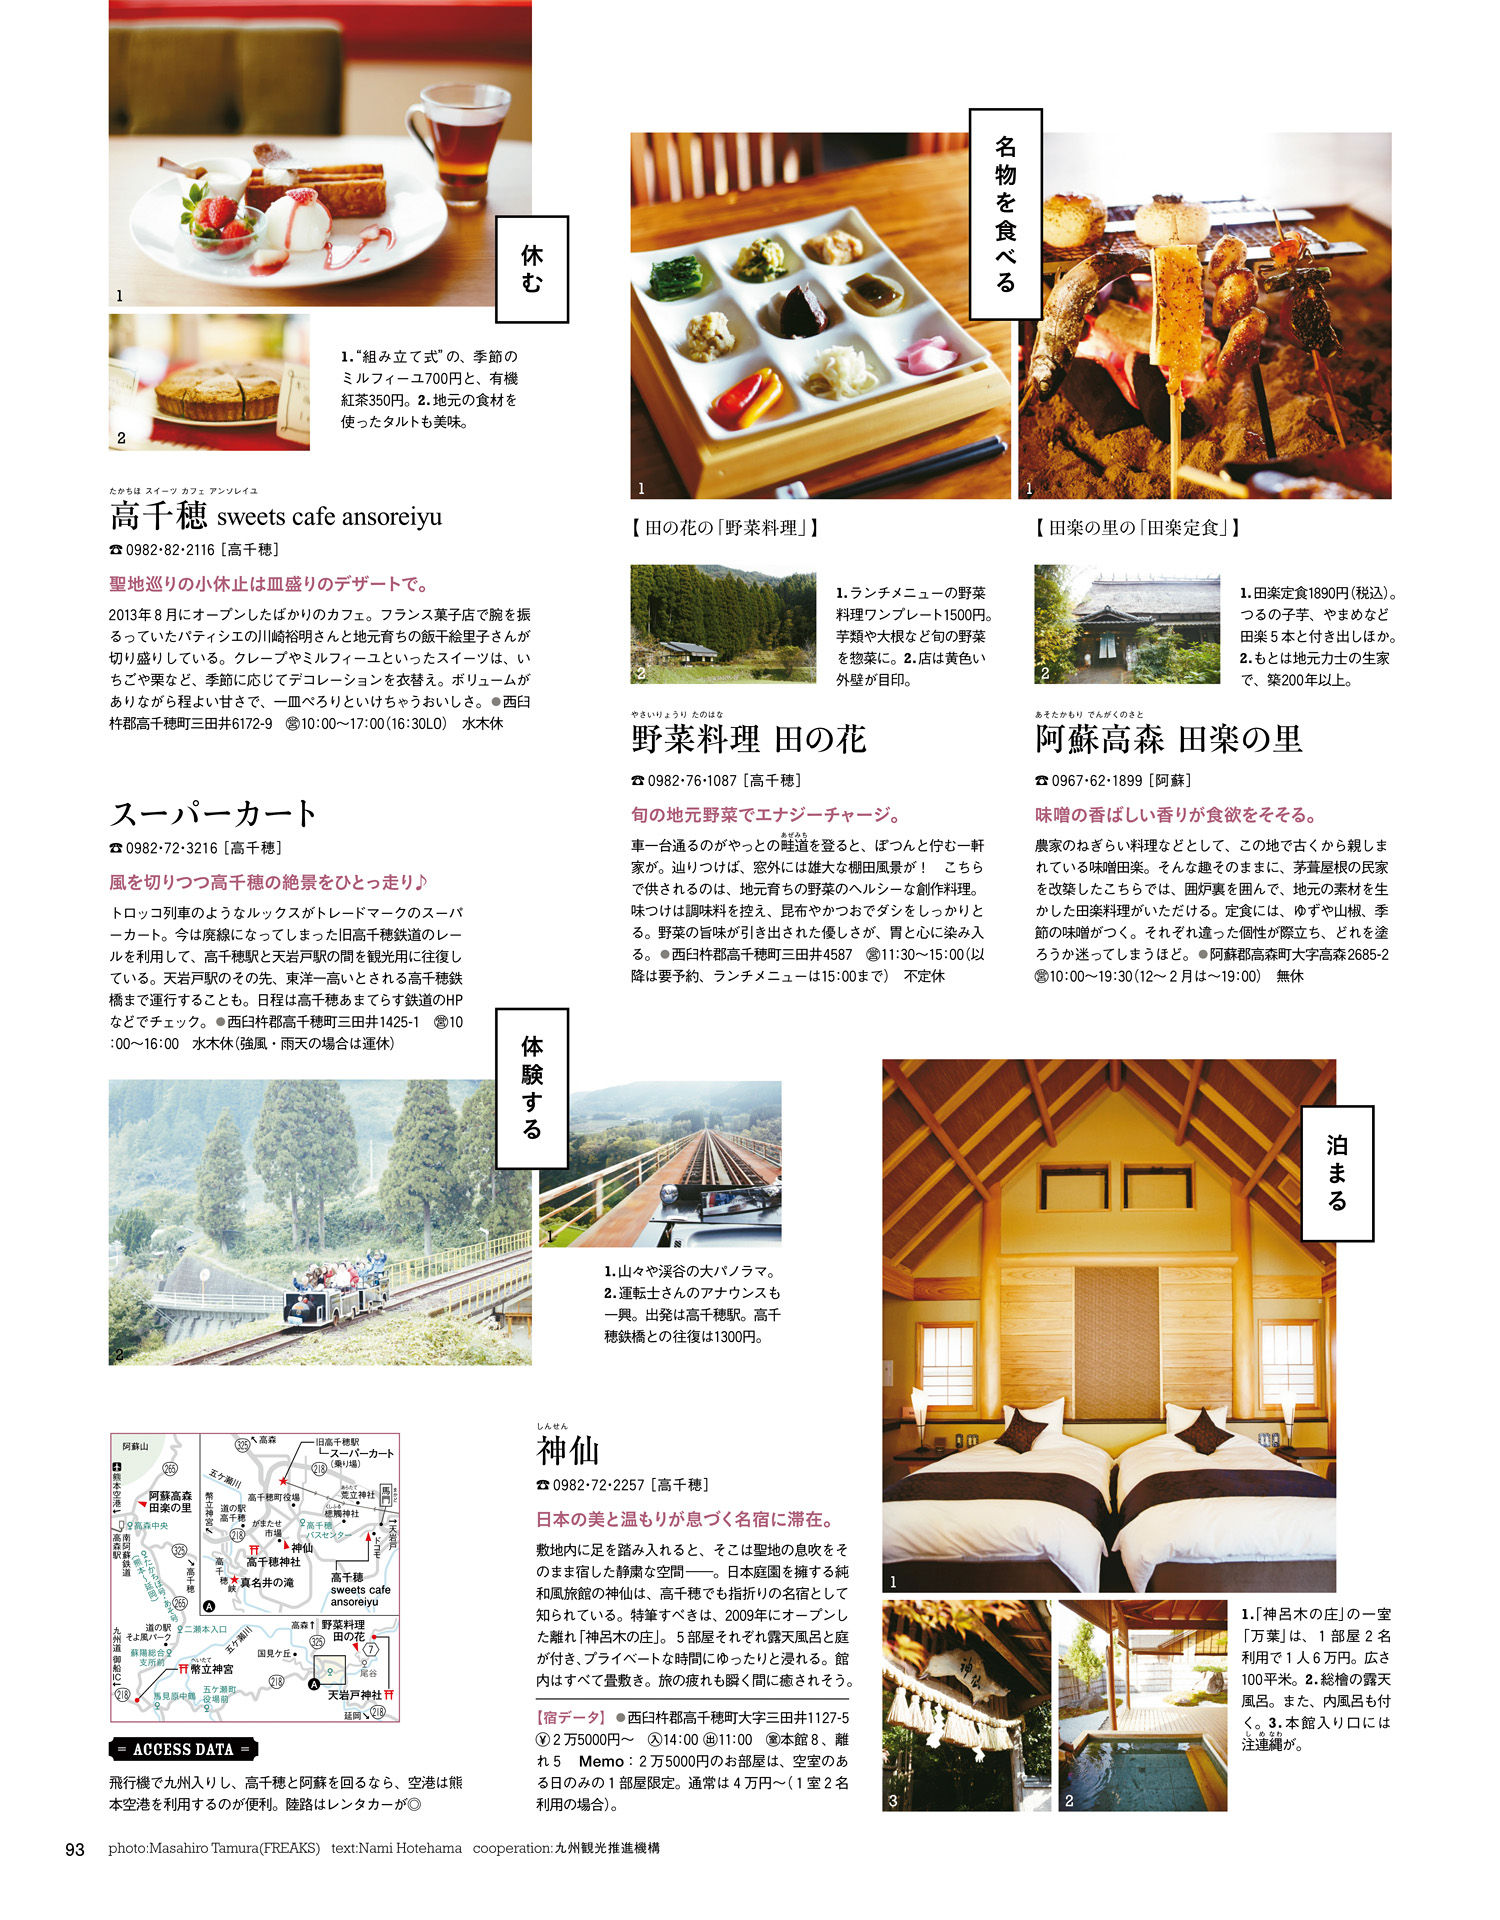 休む
1
2
1.“組み立て式”の、季節の
ミルフィーユ700円と、有機
紅茶350円。2.地元の食材を
使ったタルトも美味。
たかちほ スイーツ カフェ アンソレイユ
高千穂 sweets cafe ansoreiyu
☎0982・82・2116［高千穂］
聖地巡りの小休止は皿盛りのデザートで。
2013年８月にオープンしたばかりのカフェ。フランス菓子店で腕を振
るっていたパティシエの川崎裕明さんと地元育ちの飯干絵里子さんが
切り盛りしている。クレープやミルフィーユといったスイーツは、い
ちごや栗など、季節に応じてデコレーションを衣替え。ボリュームが
ありながら程よい甘さで、一皿ぺろりといけちゃうおいしさ。●西臼
杵郡高千穂町三田井6172-9　㊡10:00〜17:00（16:30LO）　水木休
スーパーカート
☎0982・72・3216［高千穂］
風を切りつつ高千穂の絶景をひとっ走り♪
トロッコ列車のようなルックスがトレードマークのスーパ
ーカート。今は廃線になってしまった旧高千穂鉄道のレー
ルを利用して、高千穂駅と天岩戸駅の間を観光用に往復し
ている。天岩戸駅のその先、東洋一高いとされる高千穂鉄
橋まで運行することも。日程は高千穂あまてらす鉄道のHP
などでチェック。●西臼杵郡高千穂町三田井1425-1　営10
:00〜16:00　水木休（強風・雨天の場合は運休）
体験する
1
2
1.山々や渓谷の大パノラマ。
2.運転士さんのアナウンスも
一興。出発は高千穂駅。高千
穂鉄橋との往復は1300円。
名物を食べる
1
1
【田の花の「野菜料理」】
2
1.ランチメニューの野菜
料理ワンプレート1500円。
芋類や大根など旬の野菜
を惣菜に。2.店は黄色い
外壁が目印。
やさいりょうり たのはな
野菜料理 田の花
☎0982・76・1087［高千穂］
旬の地元野菜でエナジーチャージ。
あぜみち
車一台通るのがやっとの畦道を登ると、ぽつんと佇む一軒
家が。辿りつけば、窓外には雄大な棚田風景が！　こちら
で供されるのは、地元育ちの野菜のヘルシーな創作料理。
味つけは調味料を控え、昆布やかつおでダシをしっかりと
る。野菜の旨味が引き出された優しさが、胃と心に染み入
る。●西臼杵郡高千穂町三田井4587　営11:30〜15:00（以
降は要予約、ランチメニューは15:00まで）　不定休
【田楽の里の「田楽定食」】
2
1.田楽定食1890円（税込）。
つるの子芋、やまめなど
田楽５本と付き出しほか。
2.もとは地元力士の生家
で、築200年以上。
あそたかもり でんがくのさと
阿蘇高森 田楽の里
☎0967・62・1899［阿蘇］
味噌の香ばしい香りが食欲をそそる。
農家のねぎらい料理などとして、この地で古くから親しま
れている味噌田楽。そんな趣そのままに、茅葺屋根の民家
を改築したこちらでは、囲炉裏を囲んで、地元の素材を生
かした田楽料理がいただける。定食には、ゆずや山椒、季
節の味噌がつく。それぞれ違った個性が際立ち、どれを塗
ろうか迷ってしまうほど。●阿蘇郡高森町大字高森2685-2
営10:00〜19:30（12〜２月は〜19:00）　無休
泊まる
1
3
2
神仙
1.「神呂木の庄」の一室
「万葉」は、１部屋２名
利用で１人６万円。広さ
100平米。2.総檜の露天
風呂。また、内風呂も付
く。3.本館入り口には
しめなわ
注連縄が。
しんせん
神仙
☎0982・72・2257［高千穂］
日本の美と温もりが息づく名宿に滞在。
敷地内に足を踏み入れると、そこは聖地の息吹をそ
のまま宿した静粛な空間――。日本庭園を擁する純
和風旅館の神仙は、高千穂でも指折りの名宿として
知られている。特筆すべきは、2009年にオープンし
た離れ「神呂木の庄」。５部屋それぞれ露天風呂と庭
が付き、プライベートな時間にゆったりと浸れる。館
内はすべて畳敷き。旅の疲れも瞬く間に癒されそう。
【宿データ】●西臼杵郡高千穂町大字三田井1127-5
¥２万5000円〜　入14:00 出11:00　室本館８、離
れ５　Memo：２万5000円のお部屋は、空室のあ
る日のみの１部屋限定。通常は４万円〜（１室２名
利用の場合）。
阿蘇山
265
熊本空港
阿蘇高森
田楽の里
高森中央
南阿蘇鉄道
高森駅
325
高千穂
たかちほ号・あそ号
（熊本〜延岡）
265
道の駅
そよ風パーク
二瀬本入口
蘇陽総合
支所前
九州道 御船IC
へいたて
幣立神宮
218
馬見原中鶴
五ケ瀬町
役場前
五ケ瀬川
国見ケ丘
218
高森
325
A
野菜料理
田の花
7
尾谷
天岩戸神社
延岡
218
325
高森
旧高千穂駅
スーパーカート
（乗り場）
218
五ケ瀬川
幣立神宮
高千穂町役場
道の駅
高千穂
218
がまだせ
市場
高千穂
バスセンター
あらたて
荒立神社
くしふる
槵觸神社
馬門
天岩戸
ドコモ
神仙
高千穂神社
高千穂峡
真名井の滝
高千穂
sweets cafe
ansoreiyu
A
ACCESS DATA
飛行機で九州入りし、高千穂と阿蘇を回るなら、空港は熊
本空港を利用するのが便利。陸路はレンタカーが◎
93　photo:Masahiro Tamura(FREAKS)　text:Nami Hotehama　cooperation:九州観光推進機構